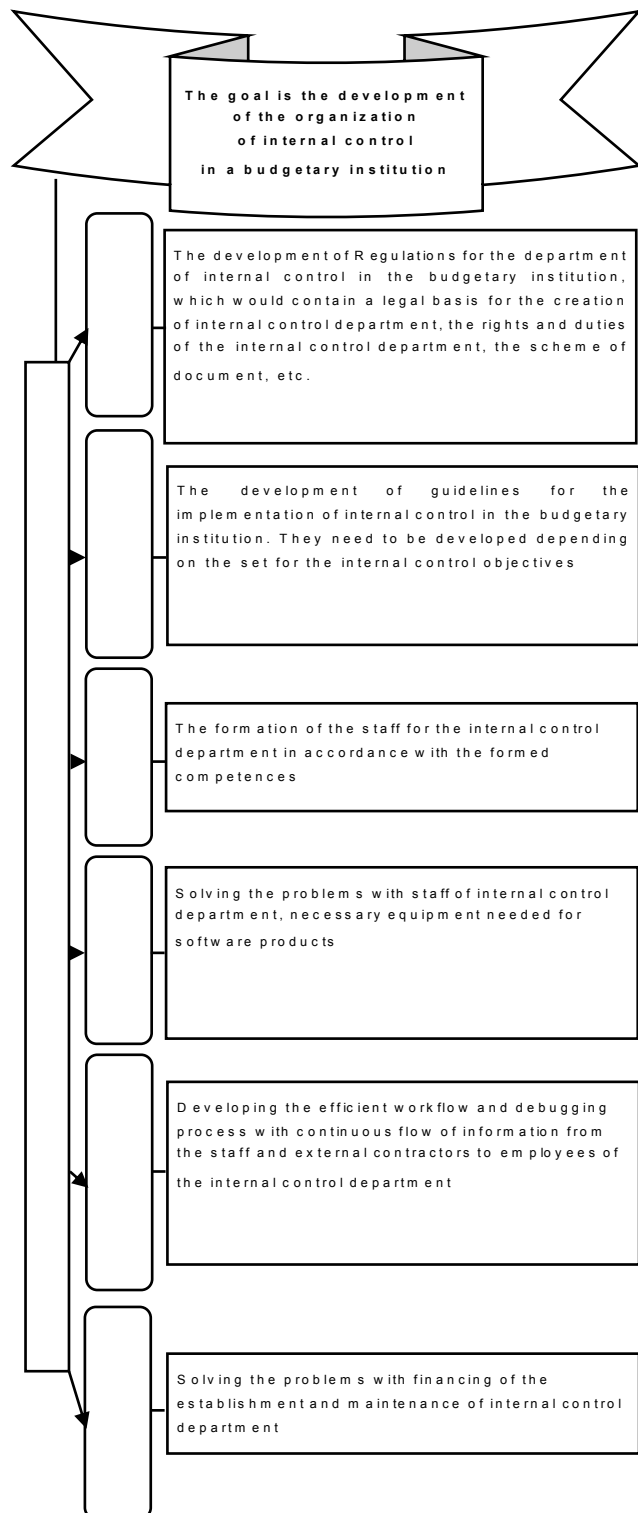 The goal is the development
of the organization
of internal control
in a budgetary institution
The development of Regulations for the department
of internal control in the budgetary institution,
which would contain a legal basis for the creation
of internal control department, the rights and duties
of the internal control department, the scheme of
document, etc.
The development of guidelines for the
implementation of internal control in the budgetary
institution. They need to be developed depending
on the set for the internal control objectives
The formation of the staff for the internal control
department in accordance with the formed
competences
Solving the problems with staff of internal control
department, necessary equipment needed for
software products
Developing the efficient workflow and debugging
process with continuous flow of information from
the staff and external contractors to employees of
the internal control department
Solving the problems with financing of the
establishment and maintenance of internal control
department